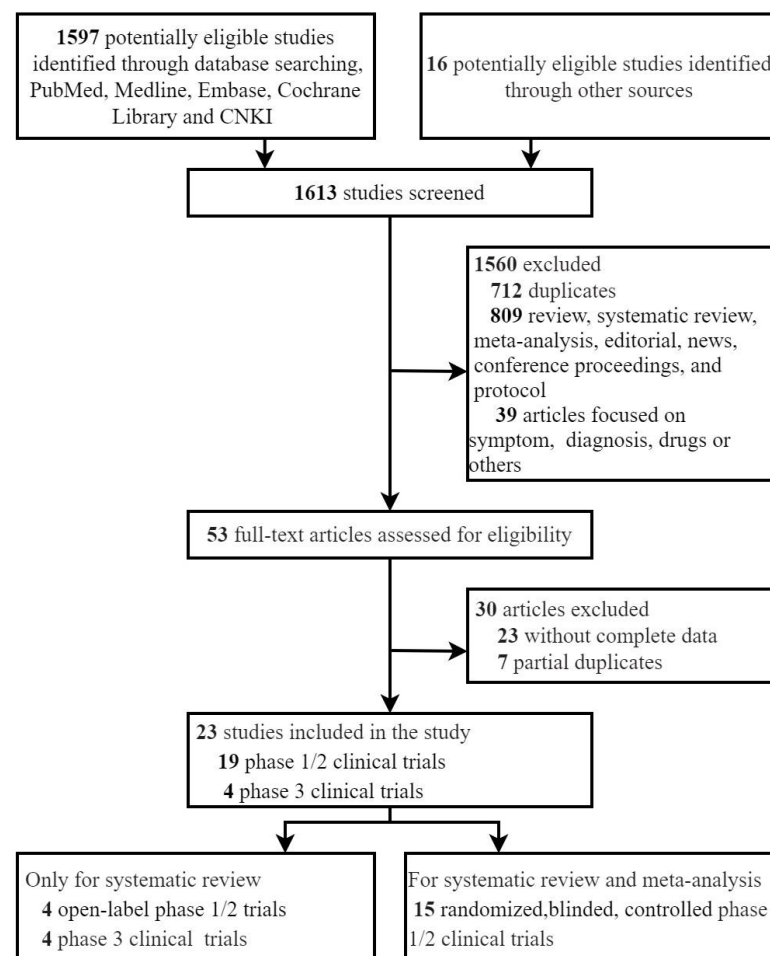 1597 potentially eligible studies
identified through database searching,
PubMed, Medline, Embase, Cochrane
Library and CNKI
16 potentially eligible studies identified
through other sources
1613 studies screened
1560 excluded
712 duplicates
809 review, systematic review,
meta-analysis, editorial, news,
conference proceedings, and
protocol
39 articles focused on
symptom, diagnosis, drugs or
others
53 full-text articles assessed for eligibility
30 articles excluded
23 without complete data
7 partial duplicates
23 studies included in the study
19 phase 1/2 clinical trials
4 phase 3 clinical trials
Only for systematic review
4 open-label phase 1/2 trials
4 phase 3 clinical trials
For systematic review and meta-analysis
15 randomized,blinded, controlled phase
1/2 clinical trials